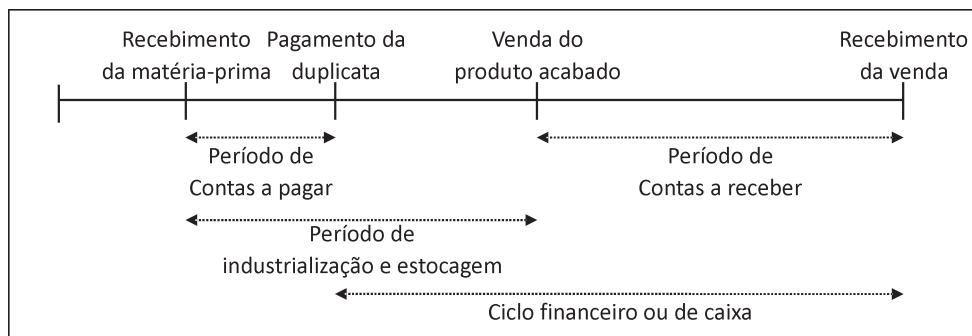 Recebimento
da matéria-prima
Pagamento da
duplicata
Venda do
produto acabado
Recebimento
da venda
Período de
Contas a pagar
Período de
Contas a receber
Período de
industrialização e estocagem
Ciclo financeiro ou de caixa